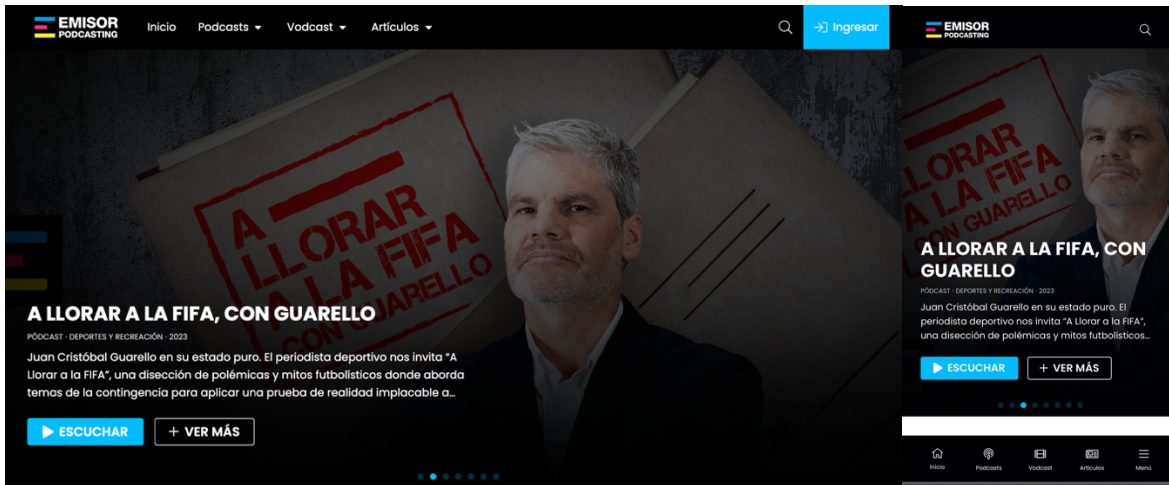 EMISOR
PODCASTING
Inicio
Podcasts
Vodcast
Artículos
Ingresar
A
LLORAR
A LA FIFA
CON GUARELLO
A LLORAR A LA FIFA, CON GUARELLO
PÓDCAST · DEPORTES Y RECREACIÓN · 2023
Juan Cristóbal Guarello en su estado puro. El periodista deportivo nos invita “A
Llorar a la FIFA”, una disección de polémicas y mitos futbolísticos donde aborda
temas de la contingencia para aplicar una prueba de realidad implacable a…
ESCUCHAR
+ VER MÁS
EMISOR
PODCASTING
LLORAR
A LA FIFA
CON GUARELLO
A LLORAR A LA FIFA, CON
GUARELLO
PÓDCAST · DEPORTES Y RECREACIÓN · 2023
Juan Cristóbal Guarello en su estado puro. El
periodista deportivo nos invita “A Llorar a la FIFA”,
una disección de polémicas y mitos futbolísticos…
ESCUCHAR
+ VER MÁS
Inicio
Podcasts
Vodcast
Artículos
Menú